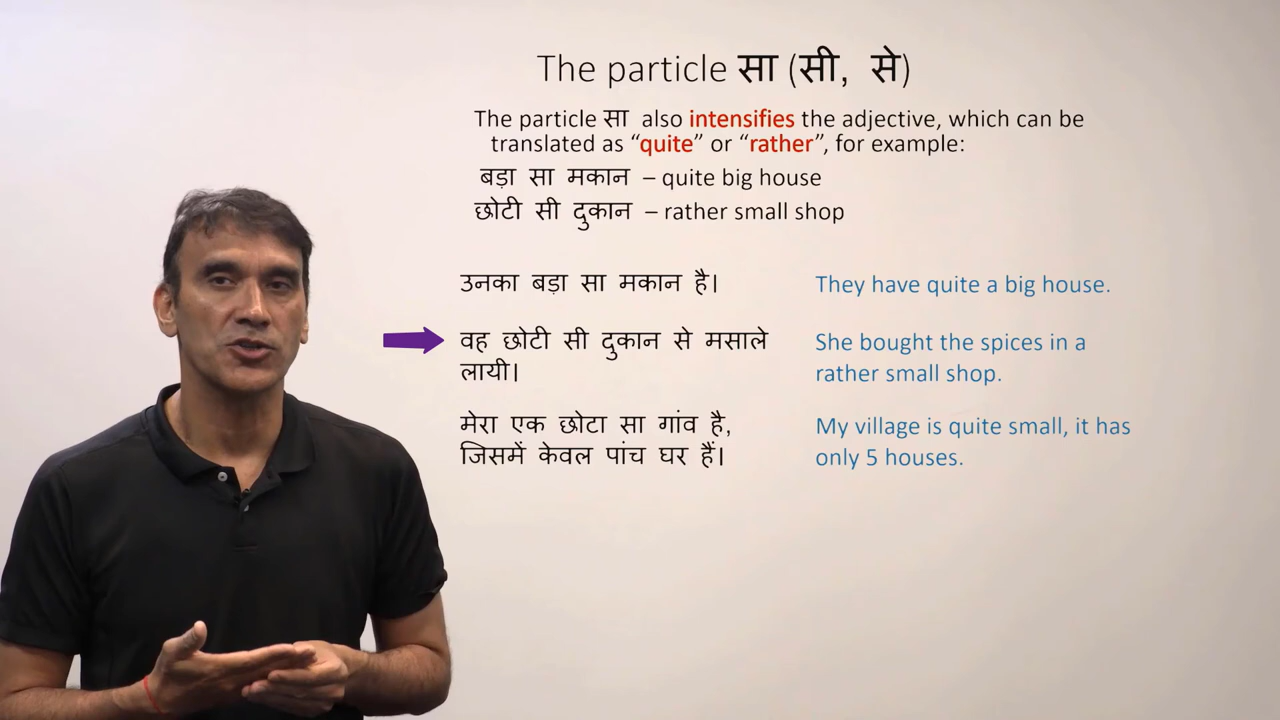 The particle सा (सी, से)
The particle सा also intensifies the adjective, which can be
translated as “quite” or “rather”, for example:
बड़ा सा मकान – quite big house
छोटी सी दुकान – rather small shop
उनका बड़ा सा मकान है।
They have quite a big house.
वह छोटी सी दुकान से मसाले
लायी।
She bought the spices in a
rather small shop.
मेरा एक छोटा सा गांव है,
जिसमें केवल पांच घर हैं।
My village is quite small, it has
only 5 houses.